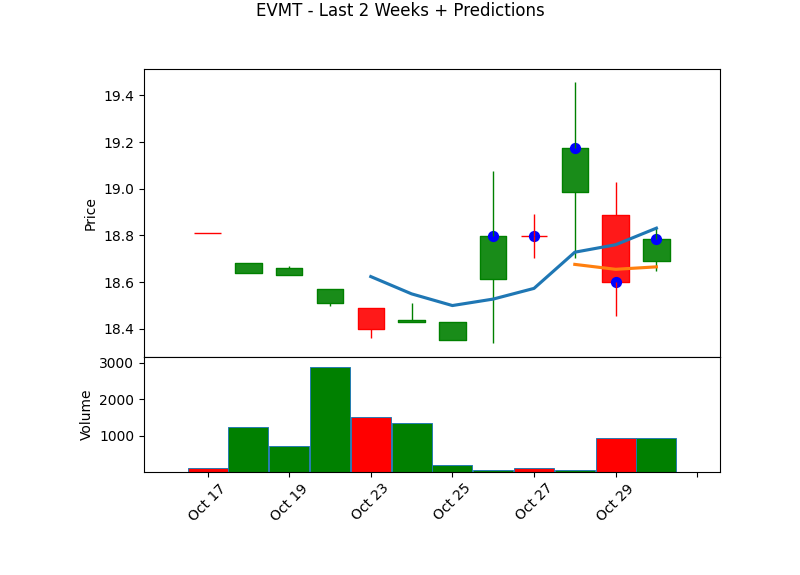 EVMT - Last 2 Weeks + Predictions
19.4
19.2
19.0
18.8
18.6
18.4
Price
3000
2000
1000
Volume
Oct 17
Oct 19
Oct 23
Oct 25
Oct 27
Oct 29